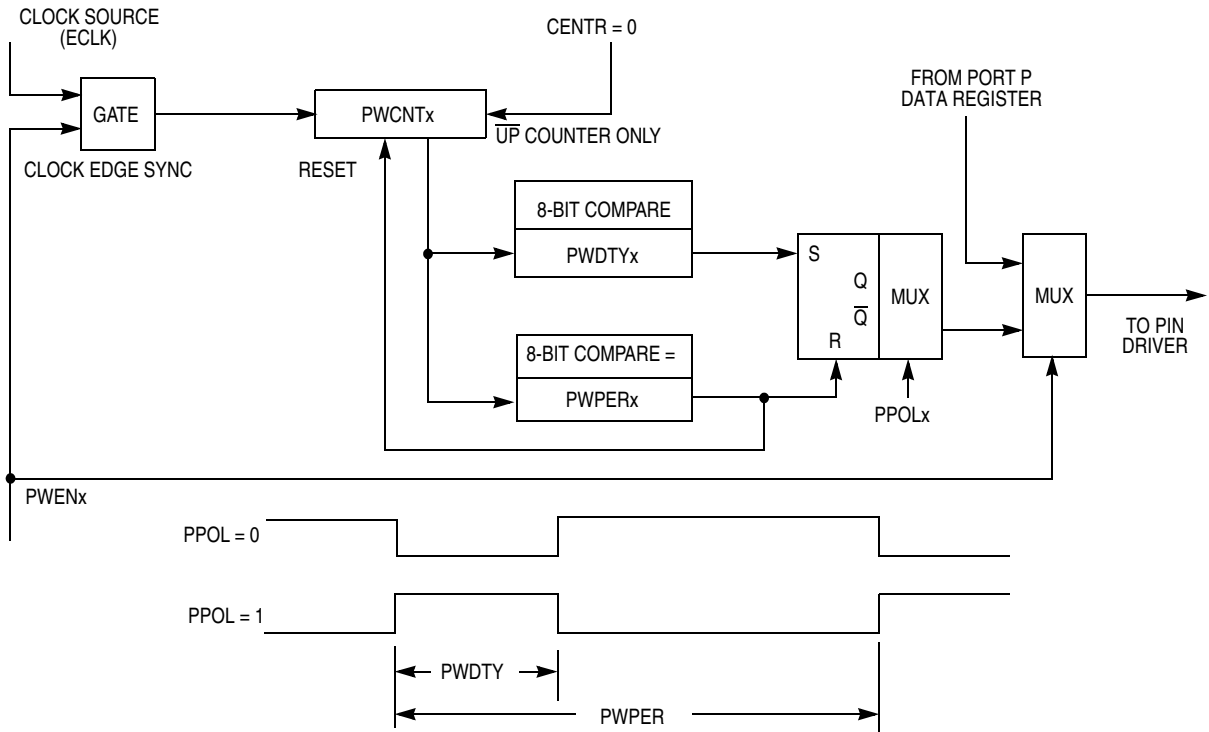 CLOCK SOURCE
(ECLK)
CENTR = 0
FROM PORT P
DATA REGISTER
GATE
PWCNTx
U̅P̅ COUNTER ONLY
CLOCK EDGE SYNC
RESET
8-BIT COMPARE
PWDTYx
S
Q
Q̅
R
MUX
MUX
TO PIN
DRIVER
8-BIT COMPARE =
PWPERx
PPOLx
PWENx
PPOL = 0
PPOL = 1
PWDTY
PWPER